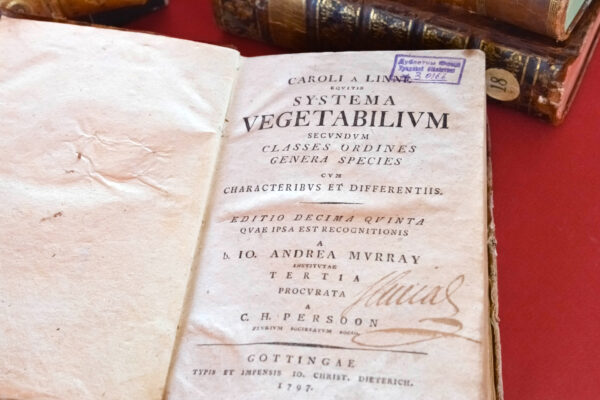 CAROLI A LINNE
EQVITIS
SYSTEMA
VEGETABILIVM
SECVNDVM
CLASSES ORDINES
GENERA SPECIES
CVM
CHARACTERIBVS ET DIFFERENTIIS.
EDITIO DECIMA QVINTA
QVAE IPSA EST RECOGNITIONIS
A
b. IO. ANDREA MVRRAY
INSTITVTAE
TERTIA
PROCVRATA
A
C. H. PERSOON
PLVRIVM SOCIETATVM SOCIO.
GOTTINGAE
TYPIS ET IMPENSIS IO. CHRIST. DIETERICH.
1797.
18